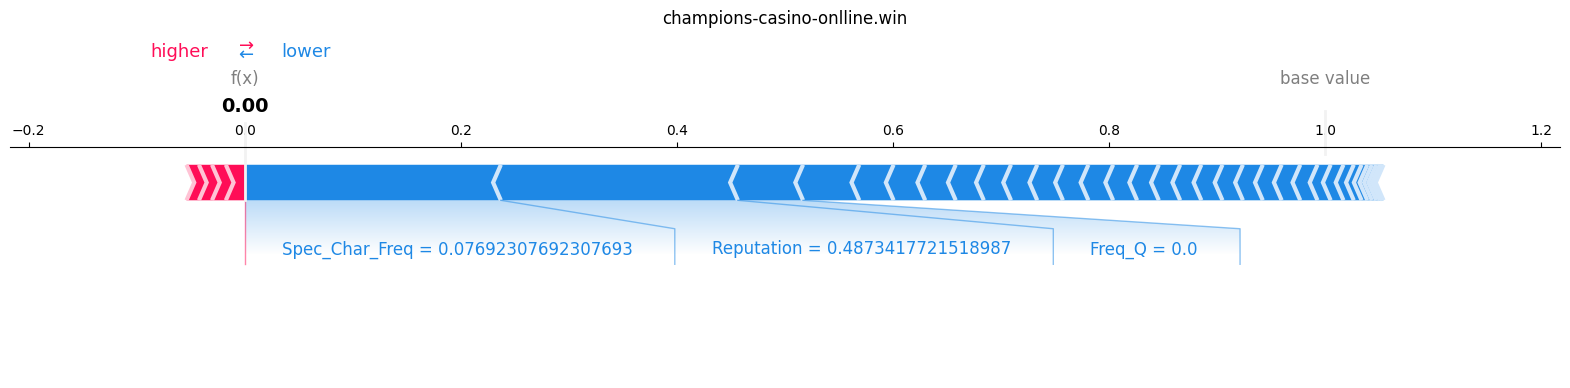 champions-casino-onlline.win
higher ⇄ lower
f(x) base value
0.00
−0.2 0.0 0.2 0.4 0.6 0.8 1.0 1.2
Spec_Char_Freq = 0.07692307692307693 Reputation = 0.4873417721518987 Freq_Q = 0.0